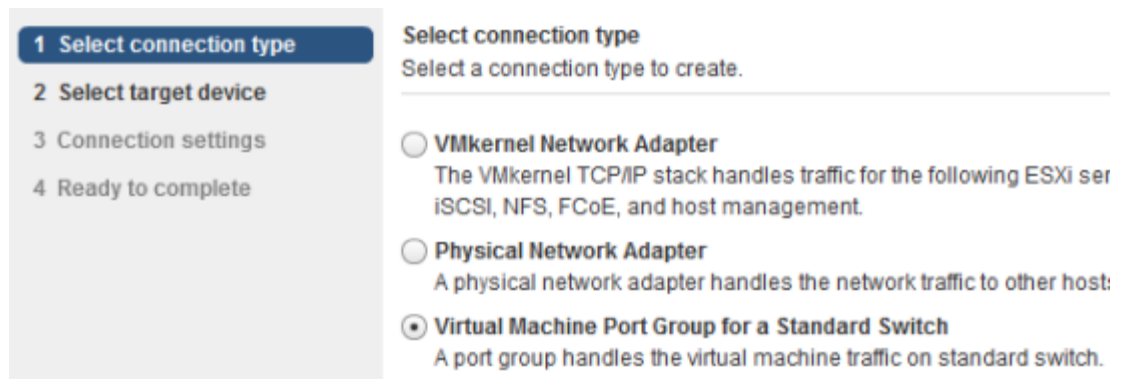 1 Select connection type
2 Select target device
3 Connection settings
4 Ready to complete
Select connection type
Select a connection type to create.
VMkernel Network Adapter
The VMkernel TCP/IP stack handles traffic for the following ESXi
iSCSI, NFS, FCoE, and host management.
Physical Network Adapter
A physical network adapter handles the network traffic to other hosts
Virtual Machine Port Group for a Standard Switch
A port group handles the virtual machine traffic on standard switch.